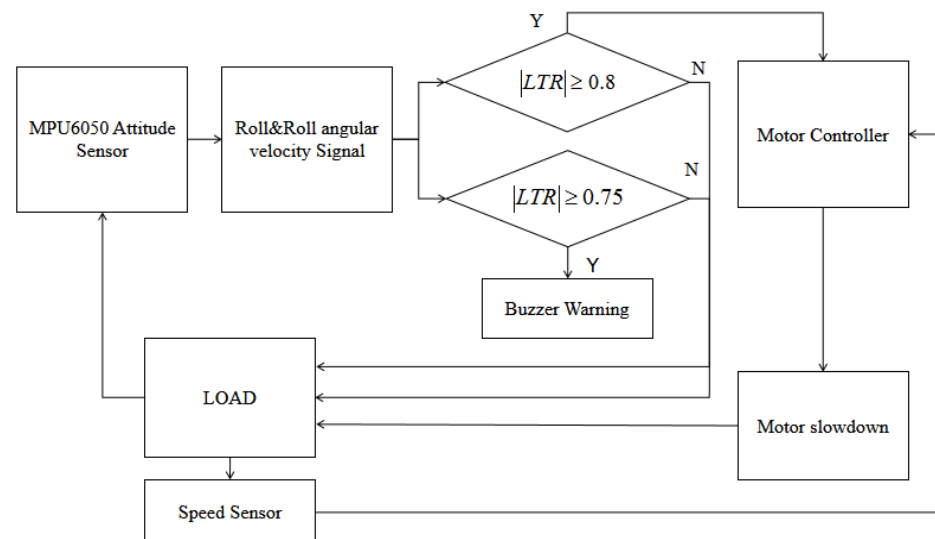 Y
|LTR| ≥ 0.8
N
MPU6050 Attitude
Sensor
Roll&Roll angular
velocity Signal
Motor Controller
|LTR| ≥ 0.75
N
Y
Buzzer Warning
LOAD
Motor slowdown
Speed Sensor